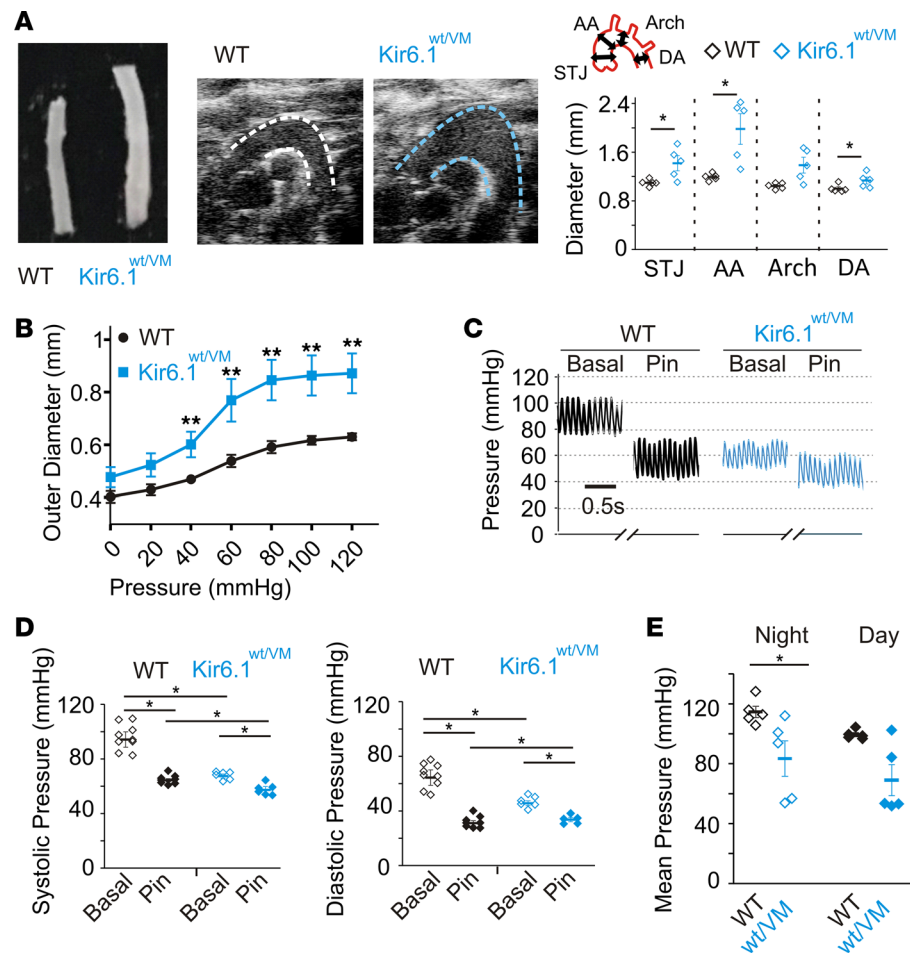 A
WT
Kir6.1wt/VM
WT Kir6.1wt/VM
AA
Arch
STJ
DA
WT Kir6.1wt/VM
Diameter (mm)
2.4
1.6
0.8
0
*
*
*
STJ AA Arch DA
B
WT
Kir6.1wt/VM
Outer Diameter (mm)
1
0.8
0.6
0.4
** ** ** ** **
0 20 40 60 80 100 120
Pressure (mmHg)
C
WT Kir6.1wt/VM
Basal Pin Basal Pin
Pressure (mmHg)
120
100
80
60
40
20
0
0.5s
D
WT Kir6.1wt/VM
Systolic Pressure (mmHg)
120
80
40
0
*
*
*
*
Basal Pin Basal Pin
WT Kir6.1wt/VM
Diastolic Pressure (mmHg)
120
80
40
0
*
*
*
*
Basal Pin Basal Pin
E
Night Day
*
Mean Pressure (mmHg)
120
80
40
0
WT wt/VM WT wt/VM